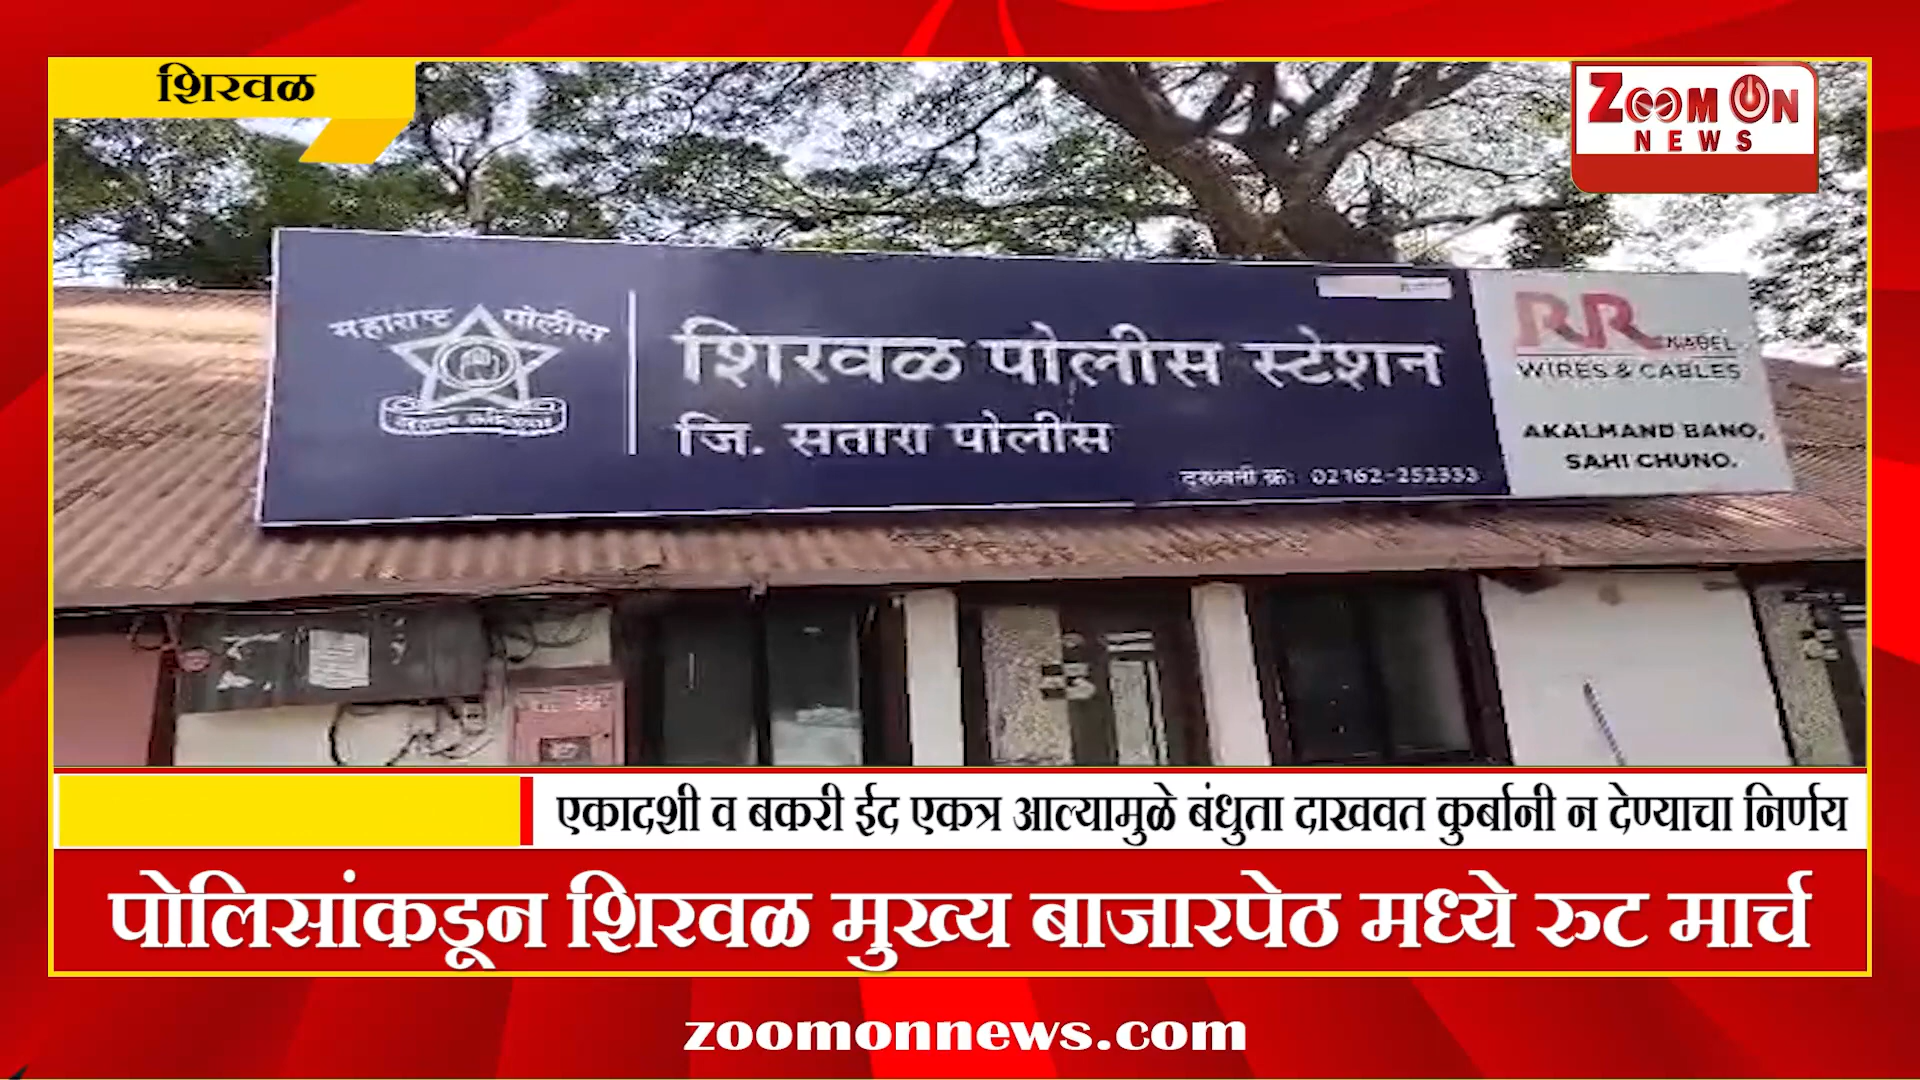 शिरवळ
ZOOM ON
NEWS
महाराष्ट्र पोलीस
शिरवळ पोलीस स्टेशन
जि. सतारा पोलीस
दूरध्वनी क्र: 02162-252333
RR KABEL
WIRES & CABLES
AKALMAND BANO,
SAHI CHUNO.
एकादशी व बकरी ईद एकत्र आल्यामुळे बंधुता दाखवत कुर्बानी न देण्याचा निर्णय
पोलिसांकडून शिरवळ मुख्य बाजारपेठ मध्ये रुट मार्च
zoomonnews.com